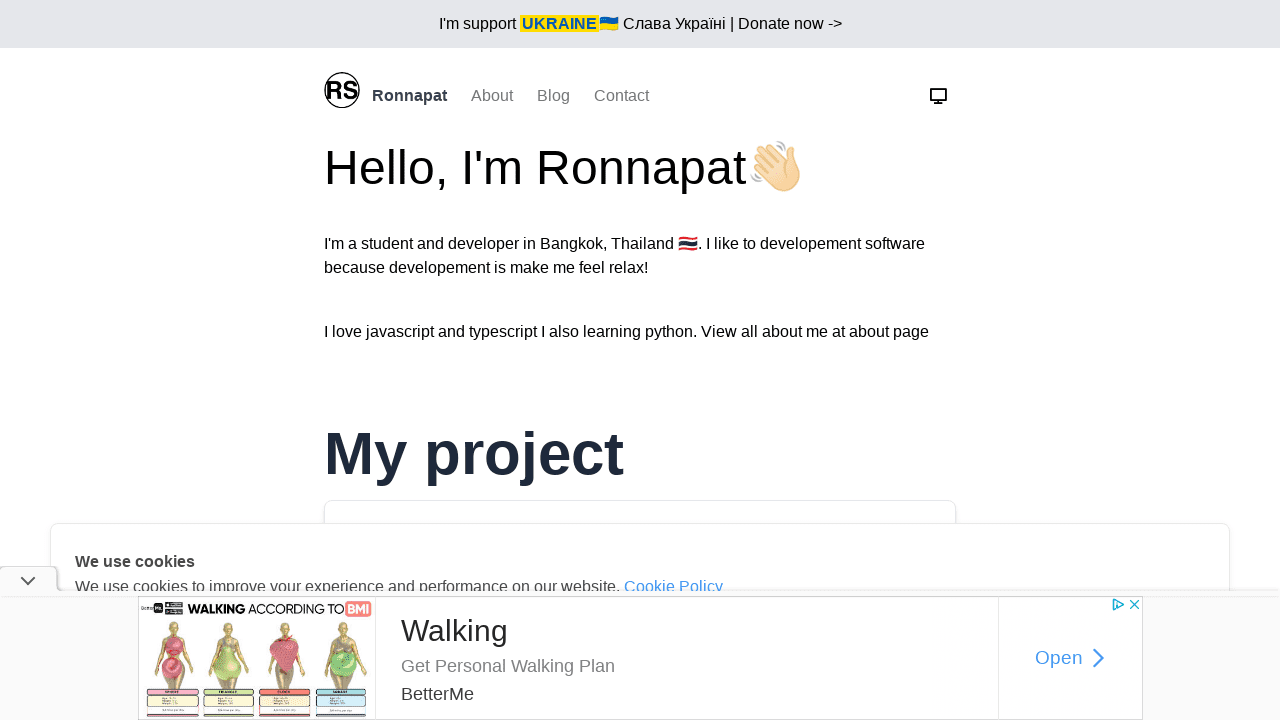 I'm support UKRAINE🇺🇦 Слава Україні | Donate now ->
RS Ronnapat About Blog Contact
Hello, I'm Ronnapat👋🏻
I'm a student and developer in Bangkok, Thailand 🇹🇭. I like to developement software
because developement is make me feel relax!
I love javascript and typescript I also learning python. View all about me at about page
My project
We use cookies
We use cookies to improve your experience and performance on our website. Cookie Policy
WALKING ACCORDING TO BMI
Walking
Get Personal Walking Plan
BetterMe
Open